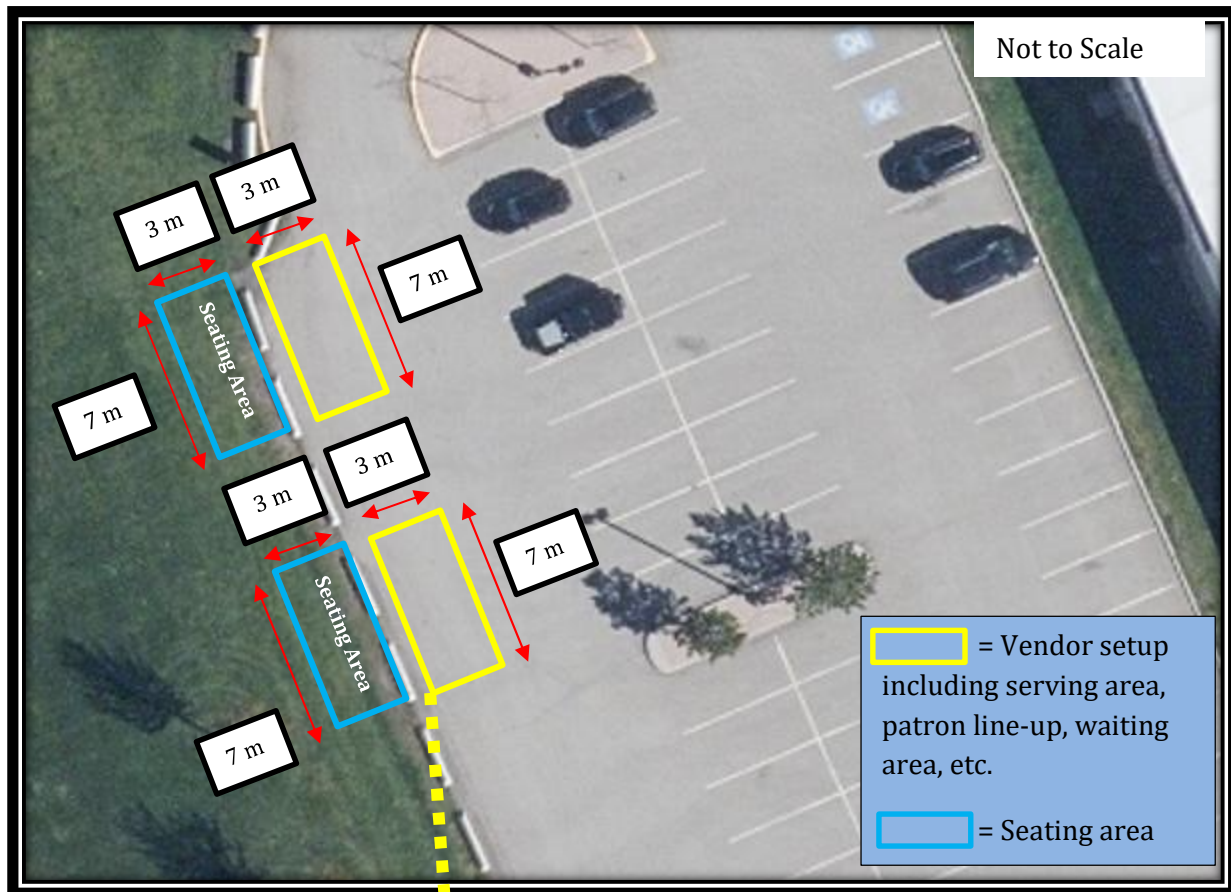 Not to Scale
3 m
3 m
7 m
Seating Area
7 m
3 m
3 m
7 m
Seating Area
7 m
= Vendor setup
including serving area,
patron line-up, waiting
area, etc.
= Seating area